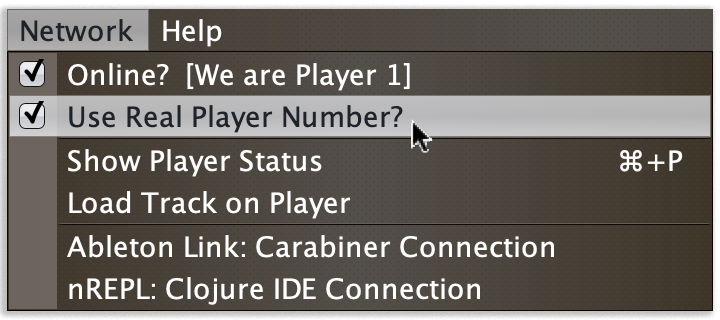 Network Help
Online? [We are Player 1]
Use Real Player Number?
Show Player Status ⌘+P
Load Track on Player
Ableton Link: Carabiner Connection
nREPL: Clojure IDE Connection